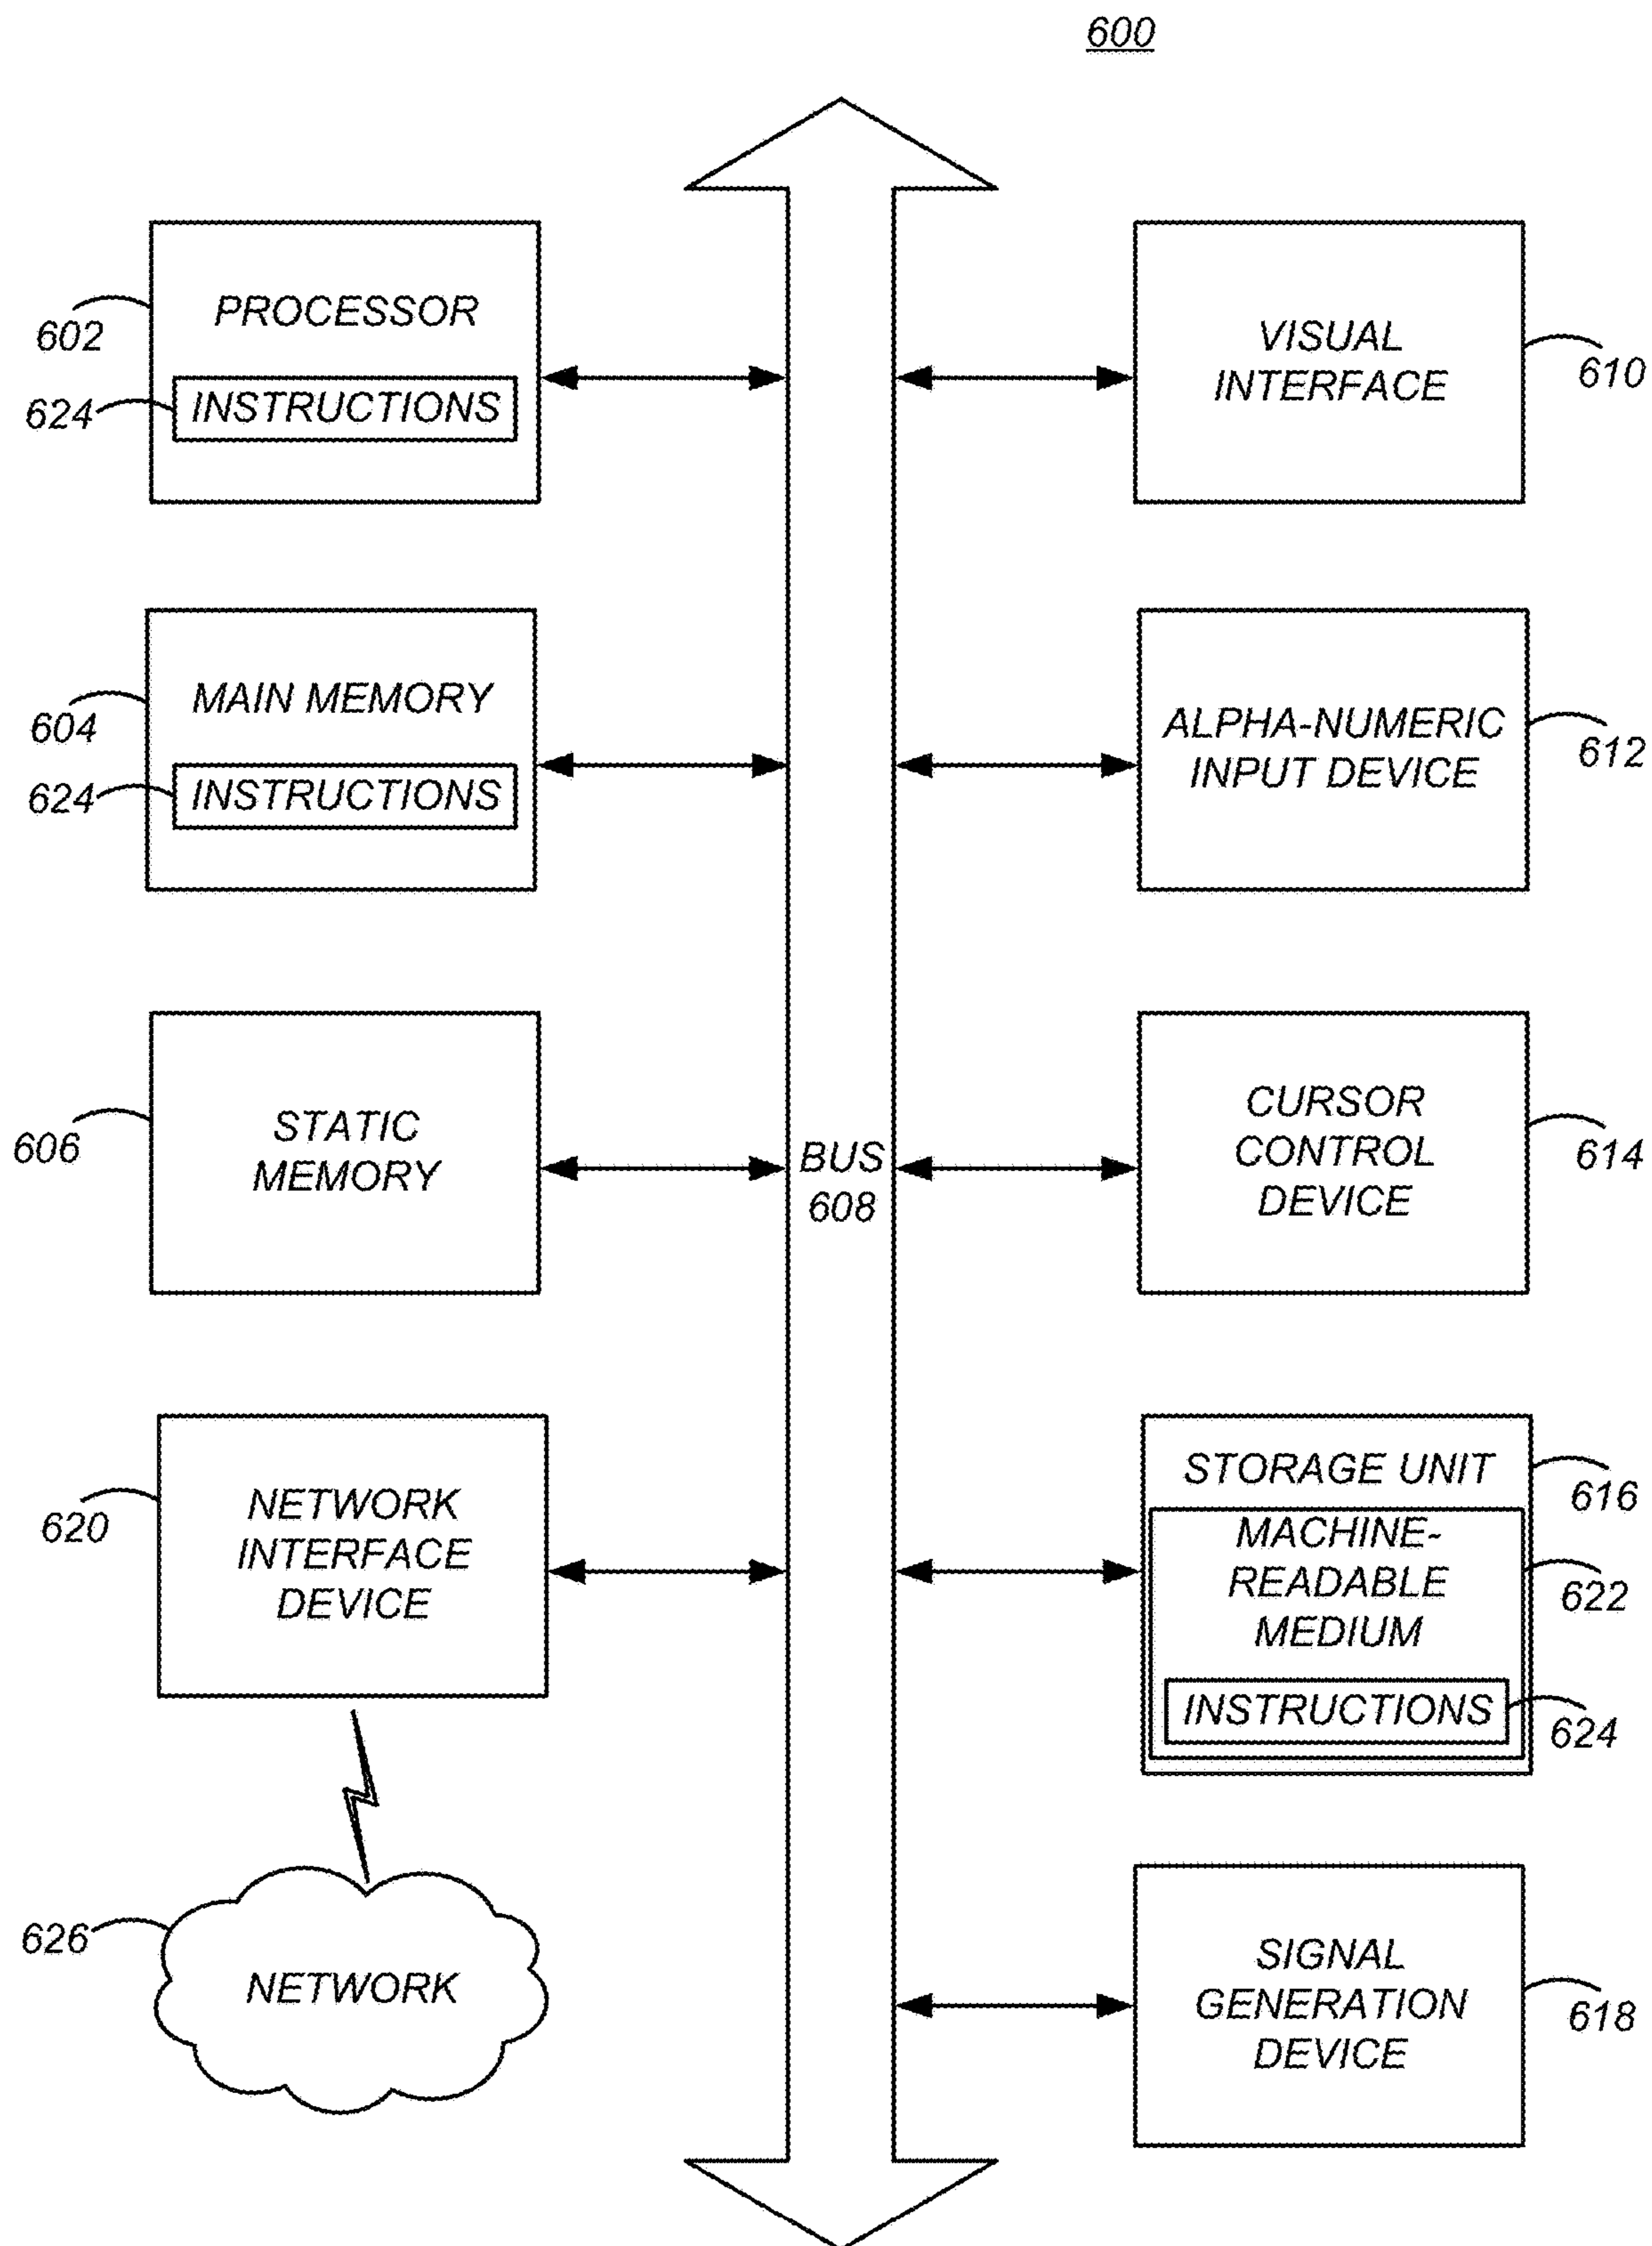 600
PROCESSOR
602
624
INSTRUCTIONS
MAIN MEMORY
604
624
INSTRUCTIONS
STATIC
MEMORY
606
NETWORK
INTERFACE
DEVICE
620
626
NETWORK
BUS
608
VISUAL
INTERFACE
610
ALPHA-NUMERIC
INPUT DEVICE
612
CURSOR
CONTROL
DEVICE
614
STORAGE UNIT
616
MACHINE-
READABLE
MEDIUM
622
INSTRUCTIONS
624
SIGNAL
GENERATION
DEVICE
618